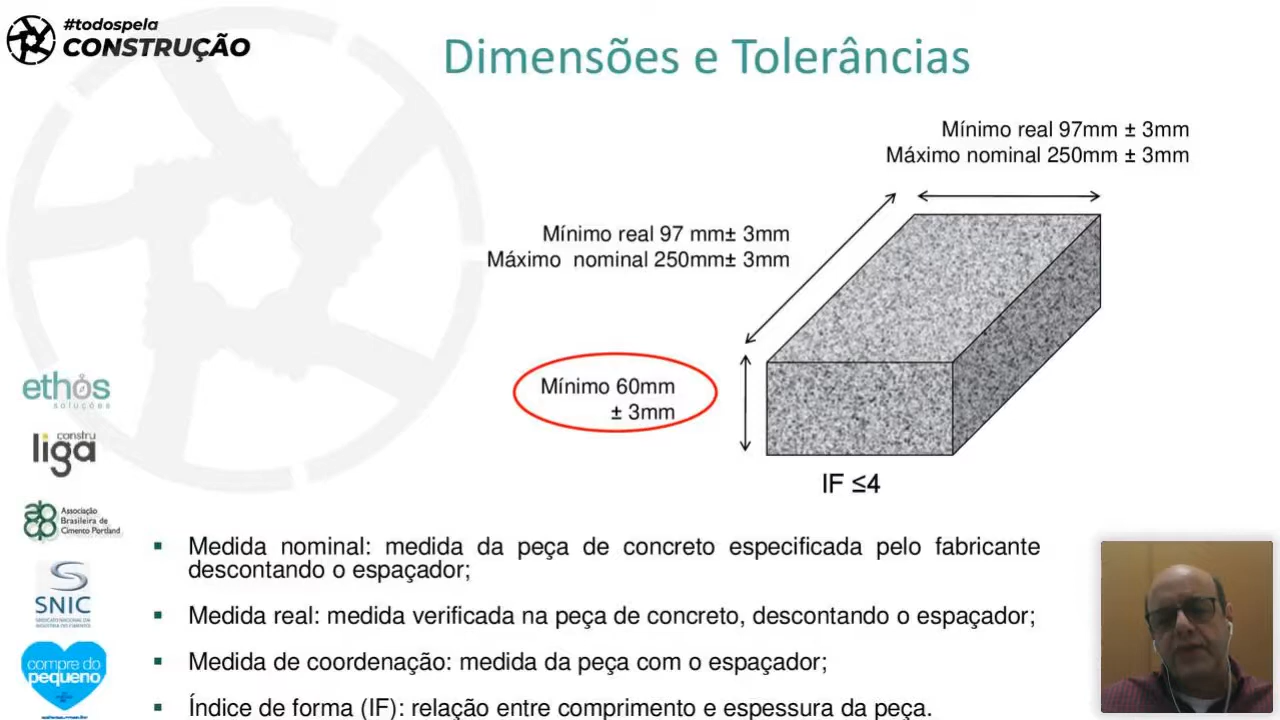 #todospela
CONSTRUÇÃO
Dimensões e Tolerâncias
Mínimo real 97mm ± 3mm
Máximo nominal 250mm ± 3mm
Mínimo real 97 mm± 3mm
Máximo  nominal 250mm± 3mm
Mínimo 60mm
± 3mm
IF ≤4
ethos
soluções
constru
liga
Associação
Brasileira de
Cimento Portland
SNIC
compre do
pequeno
Medida nominal: medida da peça de concreto especificada pelo fabricante
descontando o espaçador;
Medida real: medida verificada na peça de concreto, descontando o espaçador;
Medida de coordenação: medida da peça com o espaçador;
Índice de forma (IF): relação entre comprimento e espessura da peça.